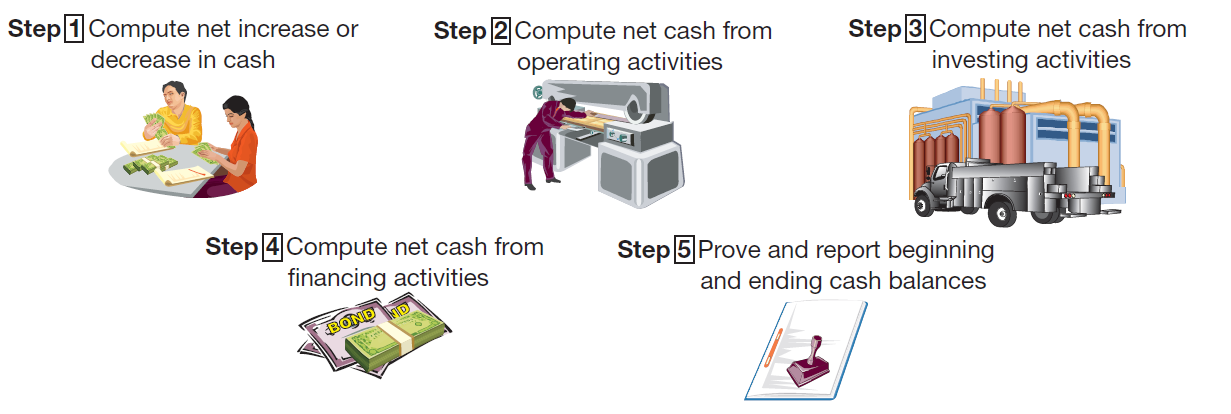 Step 1 Compute net increase or
decrease in cash
Step 2 Compute net cash from
operating activities
Step 3 Compute net cash from
investing activities
Step 4 Compute net cash from
financing activities
BOND
ND
Step 5 Prove and report beginning
and ending cash balances